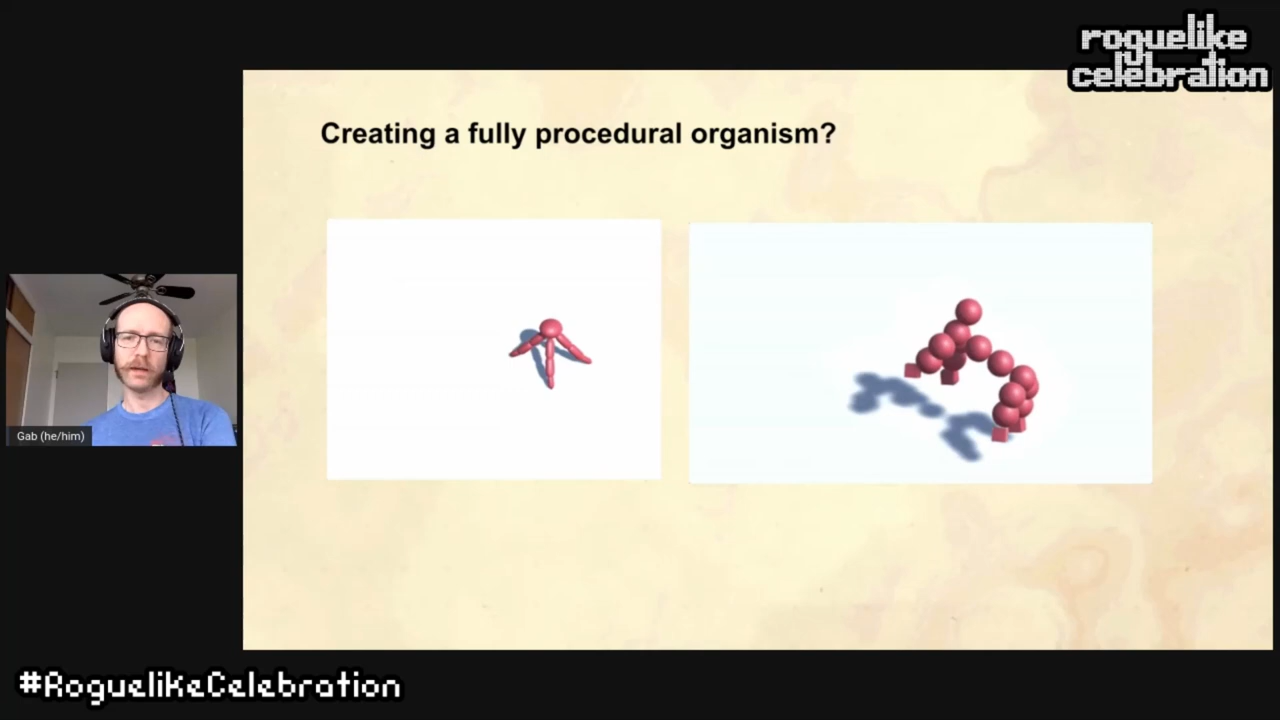 roguelike
celebration
Creating a fully procedural organism?
Gab (he/him)
#RoguelikeCelebration